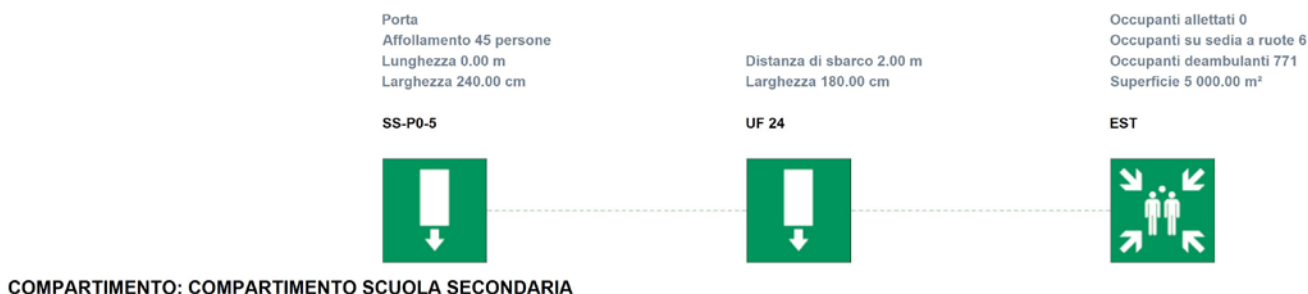 Porta
Affollamento 45 persone
Lunghezza 0.00 m
Larghezza 240.00 cm
SS-P0-5
Distanza di sbarco 2.00 m
Larghezza 180.00 cm
UF 24
Occupanti allettati 0
Occupanti su sedia a ruote 6
Occupanti deambulanti 771
Superficie 5 000.00 m²
EST
COMPARTIMENTO: COMPARTIMENTO SCUOLA SECONDARIA